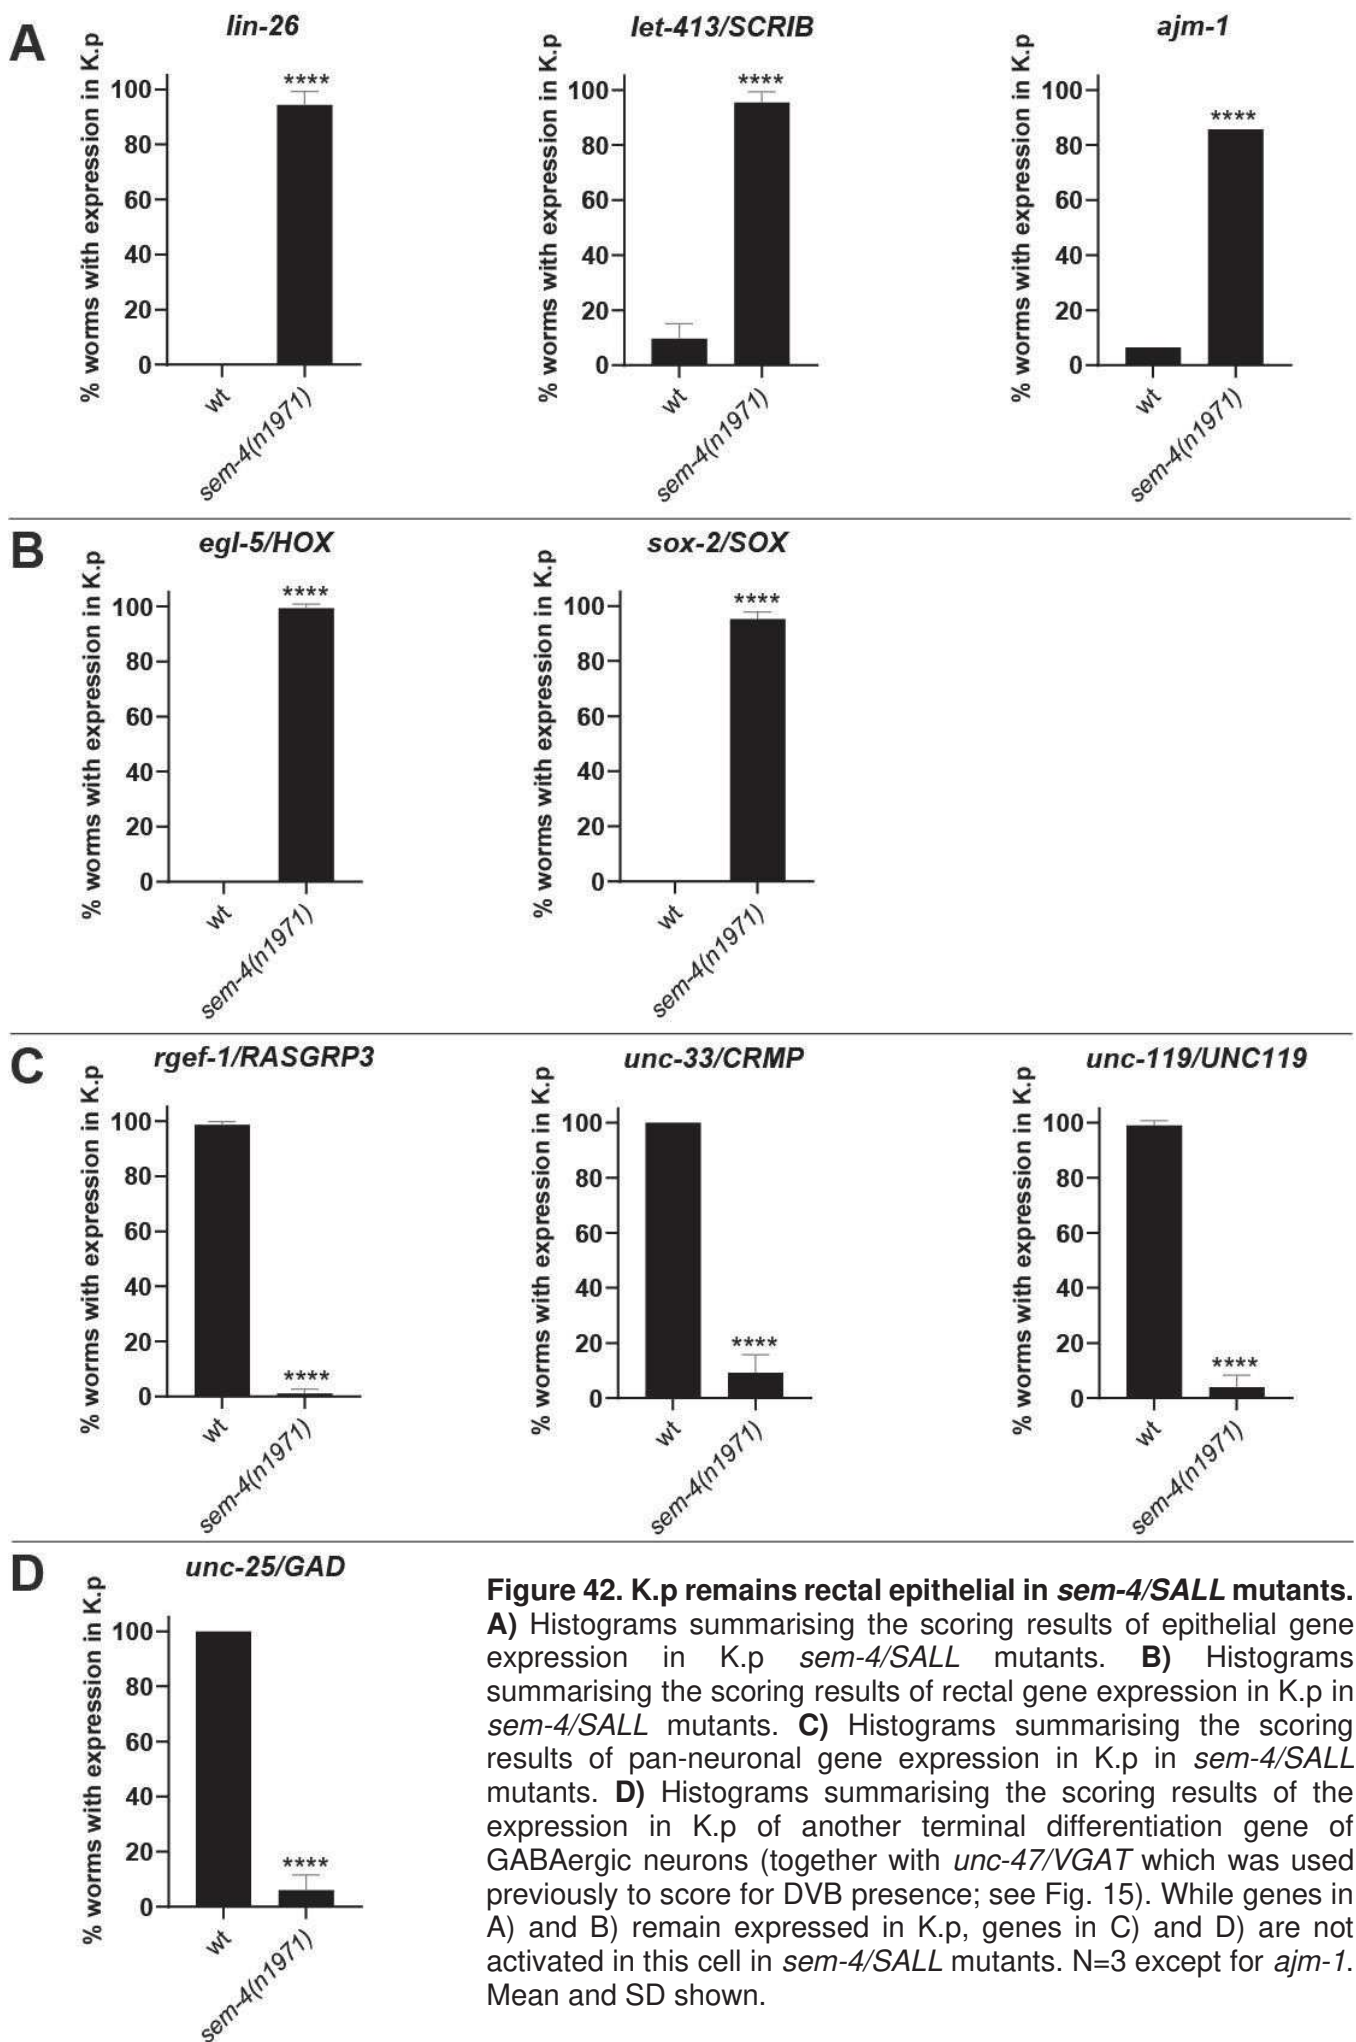 A
lin-26
let-413/SCRIB
ajm-1
% worms with expression in K.p
100
80
60
40
20
0
****
wt
sem-4(n1971)
% worms with expression in K.p
100
80
60
40
20
0
****
wt
sem-4(n1971)
% worms with expression in K.p
100
80
60
40
20
0
****
wt
sem-4(n1971)
B
egl-5/HOX
sox-2/SOX
% worms with expression in K.p
100
80
60
40
20
0
****
wt
sem-4(n1971)
% worms with expression in K.p
100
80
60
40
20
0
****
wt
sem-4(n1971)
C
rgef-1/RASGRP3
unc-33/CRMP
unc-119/UNC119
% worms with expression in K.p
100
80
60
40
20
0
****
wt
sem-4(n1971)
% worms with expression in K.p
100
80
60
40
20
0
****
wt
sem-4(n1971)
% worms with expression in K.p
100
80
60
40
20
0
****
wt
sem-4(n1971)
D
unc-25/GAD
% worms with expression in K.p
100
80
60
40
20
0
****
wt
sem-4(n1971)
Figure 42. K.p remains rectal epithelial in sem-4/SALL mutants.
A) Histograms summarising the scoring results of epithelial gene
expression in K.p sem-4/SALL mutants. B) Histograms
summarising the scoring results of rectal gene expression in K.p in
sem-4/SALL mutants. C) Histograms summarising the scoring
results of pan-neuronal gene expression in K.p in sem-4/SALL
mutants. D) Histograms summarising the scoring results of the
expression in K.p of another terminal differentiation gene of
GABAergic neurons (together with unc-47/VGAT which was used
previously to score for DVB presence; see Fig. 15). While genes in
A) and B) remain expressed in K.p, genes in C) and D) are not
activated in this cell in sem-4/SALL mutants. N=3 except for ajm-1.
Mean and SD shown.